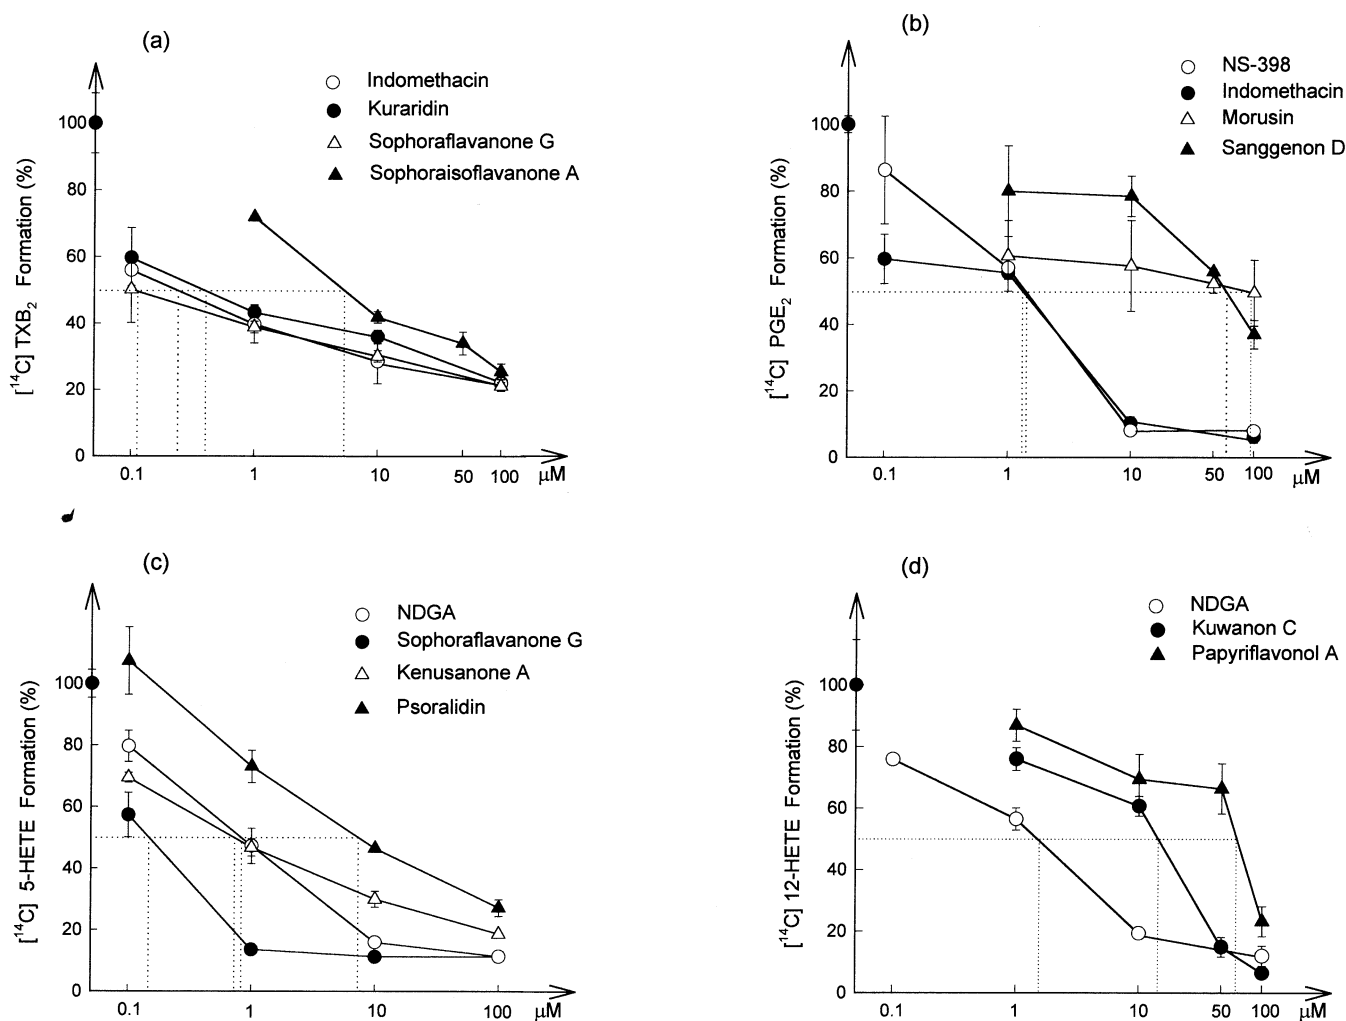 (a)
Indomethacin
Kuraridin
Sophoraflavanone G
Sophoraisoflavanone A
[¹⁴C] TXB₂ Formation (%)
100
80
60
40
20
0
0.1 1 10 50 100 μM
(b)
NS-398
Indomethacin
Morusin
Sanggenon D
[¹⁴C] PGE₂ Formation (%)
100
80
60
40
20
0
0.1 1 10 50 100 μM
(c)
NDGA
Sophoraflavanone G
Kenusanone A
Psoralidin
[¹⁴C] 5-HETE Formation (%)
100
80
60
40
20
0
0.1 1 10 100 μM
(d)
NDGA
Kuwanon C
Papyriflavonol A
[¹⁴C] 12-HETE Formation (%)
100
80
60
40
20
0
0.1 1 10 50 100 μM